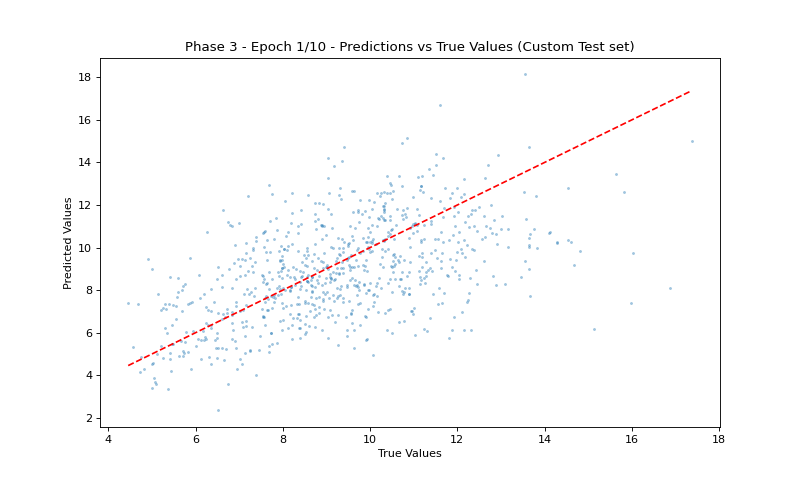 Phase 3 - Epoch 1/10 - Predictions vs True Values (Custom Test set)
Predicted Values
18
16
14
12
10
8
6
4
2
4 6 8 10 12 14 16 18
True Values